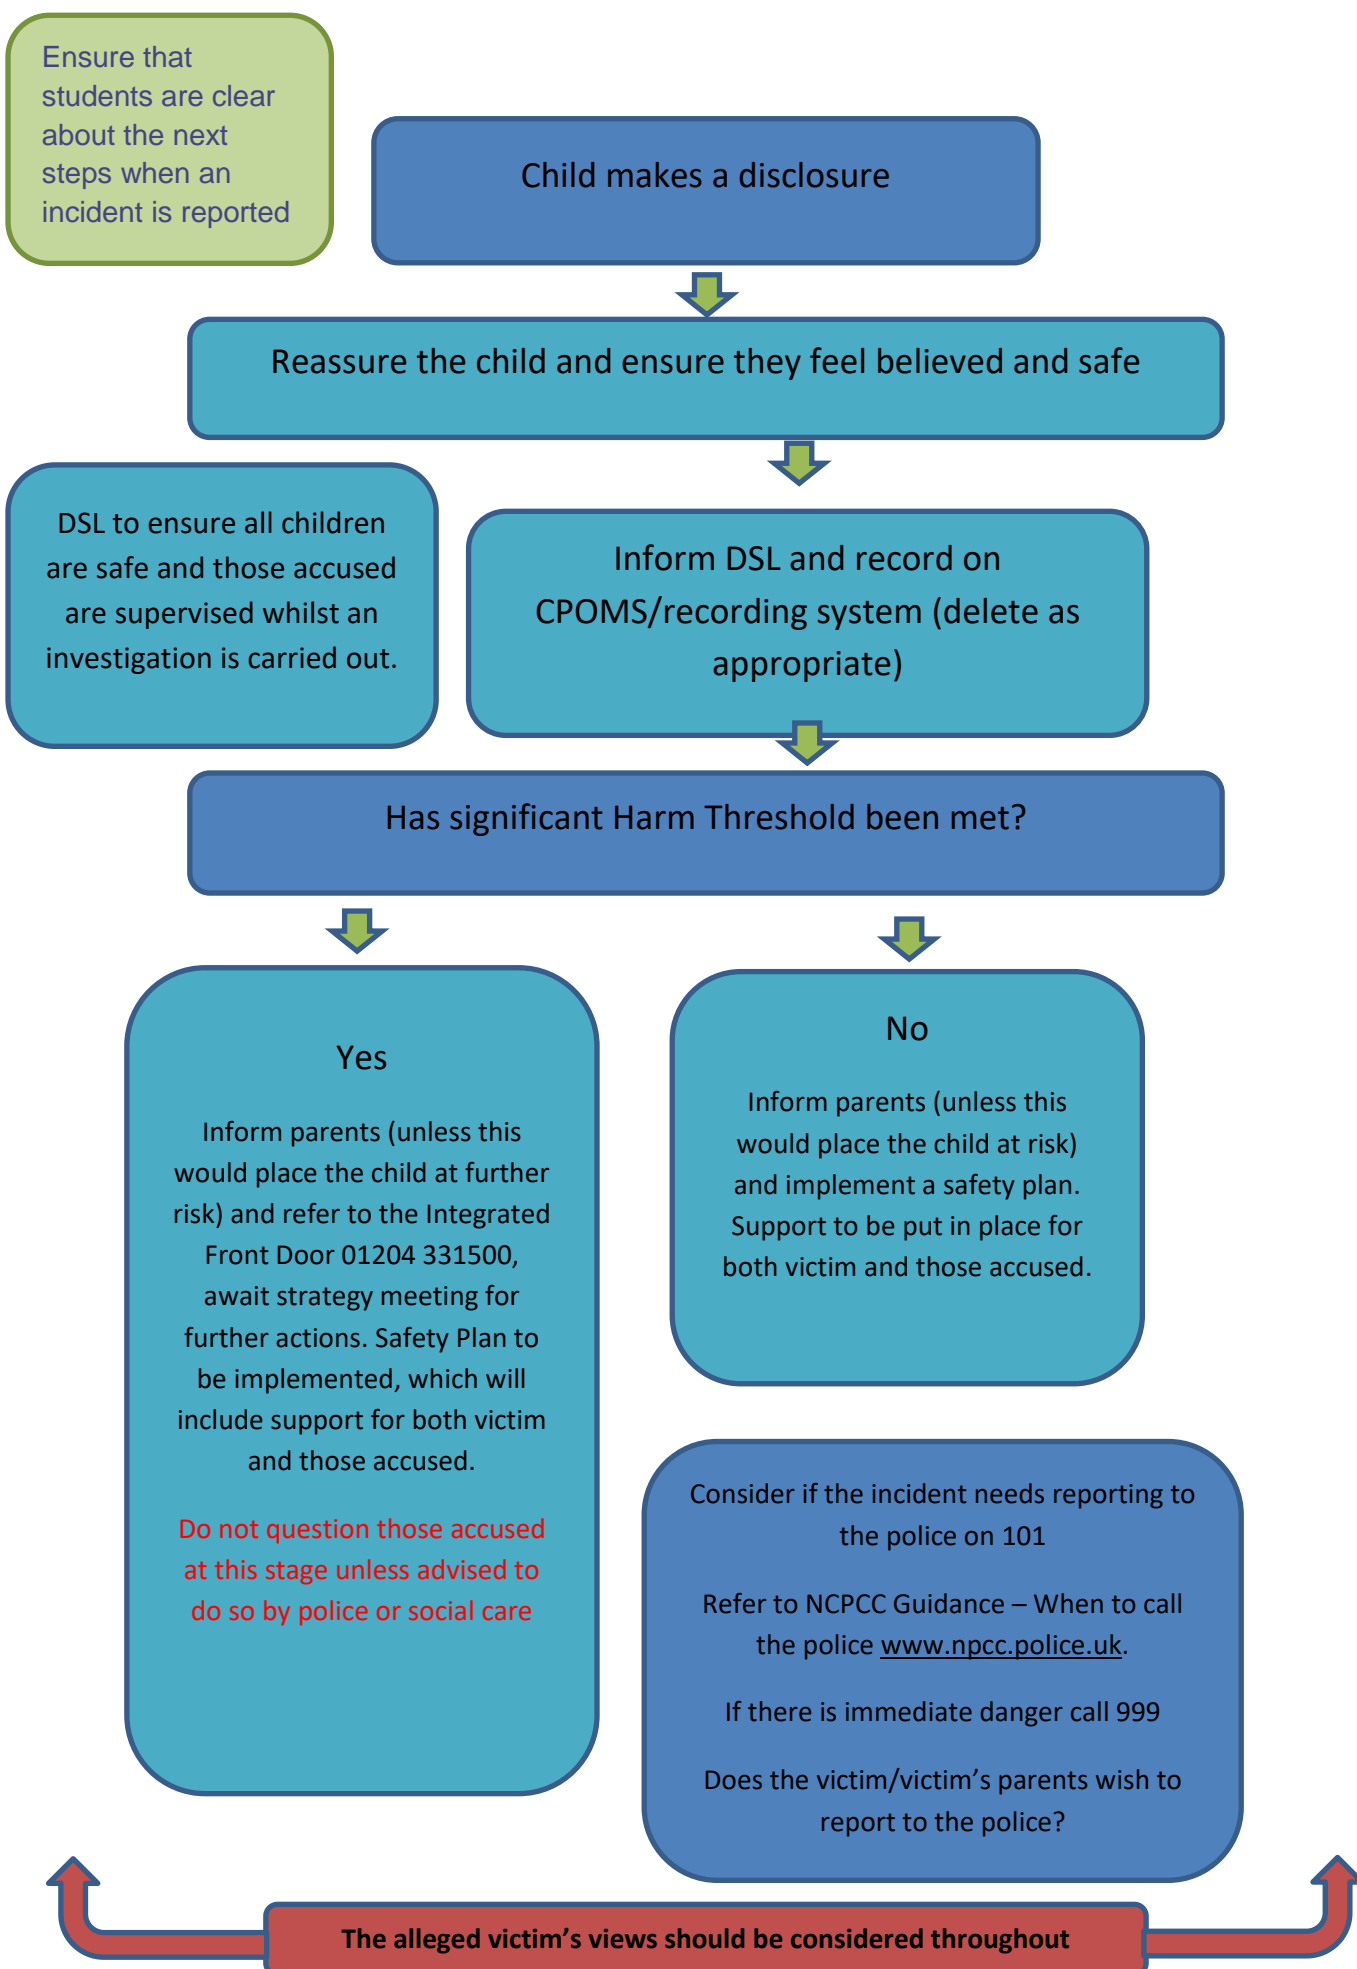 Ensure that
students are clear
about the next
steps when an
incident is reported
Child makes a disclosure
Reassure the child and ensure they feel believed and safe
DSL to ensure all children
are safe and those accused
are supervised whilst an
investigation is carried out.
Inform DSL and record on
CPOMS/recording system (delete as
appropriate)
Has significant Harm Threshold been met?
Yes
Inform parents (unless this
would place the child at further
risk) and refer to the Integrated
Front Door 01204 331500,
await strategy meeting for
further actions. Safety Plan to
be implemented, which will
include support for both victim
and those accused.
Do not question those accused
at this stage unless advised to
do so by police or social care
No
Inform parents (unless this
would place the child at risk)
and implement a safety plan.
Support to be put in place for
both victim and those accused.
Consider if the incident needs reporting to
the police on 101
Refer to NCPCC Guidance – When to call
the police www.npcc.police.uk.
If there is immediate danger call 999
Does the victim/victim’s parents wish to
report to the police?
The alleged victim’s views should be considered throughout